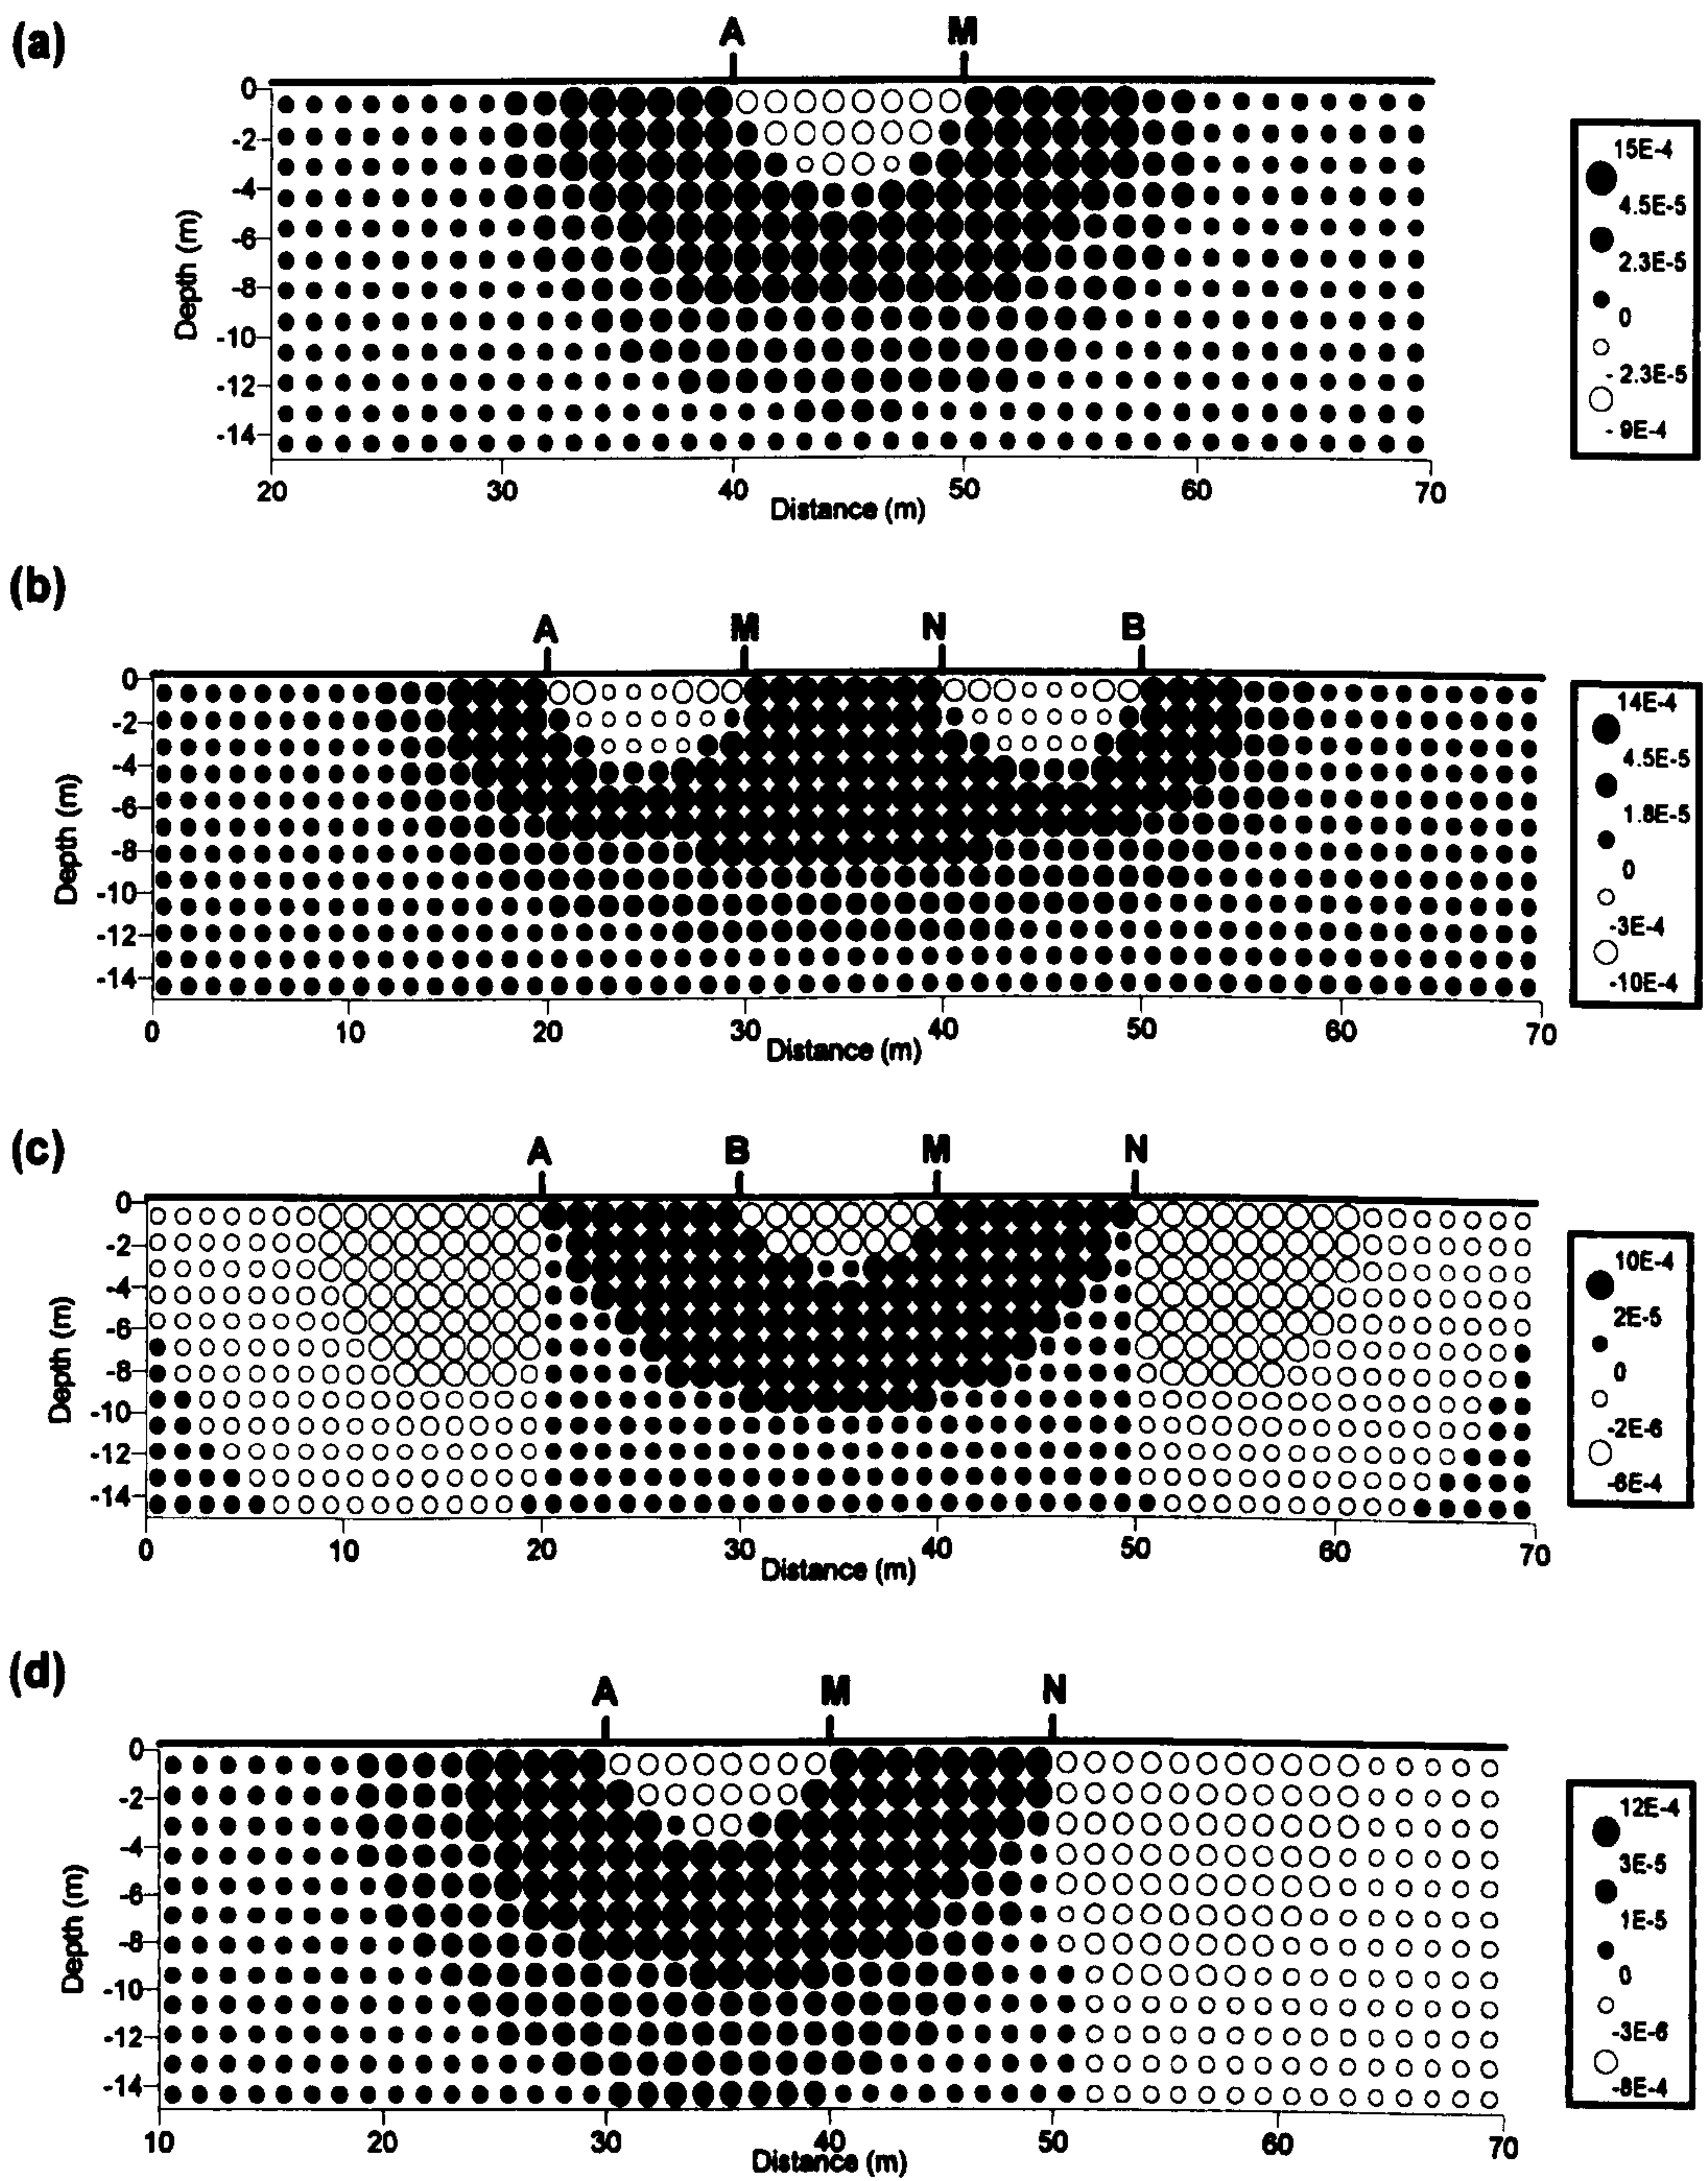 (a)
A M
0
-2
-4
-6
-8
-10
-12
-14
Depth (m)
20 30 40 50 60 70
Distance (m)
15E-4
4.5E-5
2.3E-5
0
- 2.3E-5
- 9E-4
(b)
A M N B
0
-2
-4
-6
-8
-10
-12
-14
Depth (m)
0 10 20 30 40 50 60 70
Distance (m)
14E-4
4.5E-5
1.8E-5
0
-3E-4
-10E-4
(c)
A B M N
0
-2
-4
-6
-8
-10
-12
-14
Depth (m)
0 10 20 30 40 50 60 70
Distance (m)
10E-4
2E-5
0
-2E-6
-6E-4
(d)
A M N
0
-2
-4
-6
-8
-10
-12
-14
Depth (m)
10 20 30 40 50 60 70
Distance (m)
12E-4
3E-5
1E-5
0
-3E-6
-8E-4